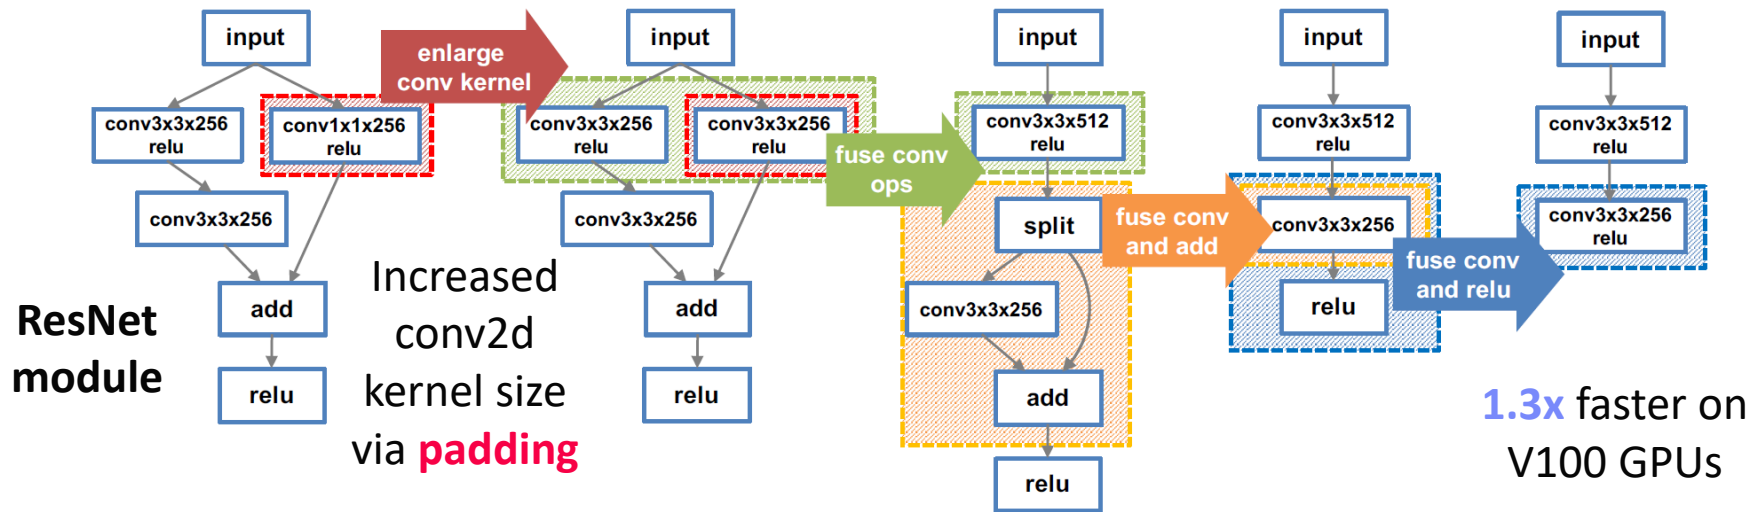 input
conv3x3x256
relu
conv1x1x256
relu
conv3x3x256
add
relu
ResNet
module
enlarge
conv kernel
Increased
conv2d
kernel size
via padding
input
conv3x3x256
relu
conv3x3x256
relu
conv3x3x256
add
relu
fuse conv
ops
input
conv3x3x512
relu
split
conv3x3x256
add
relu
fuse conv
and add
input
conv3x3x512
relu
conv3x3x256
relu
fuse conv
and relu
input
conv3x3x512
relu
conv3x3x256
relu
1.3x faster on
V100 GPUs